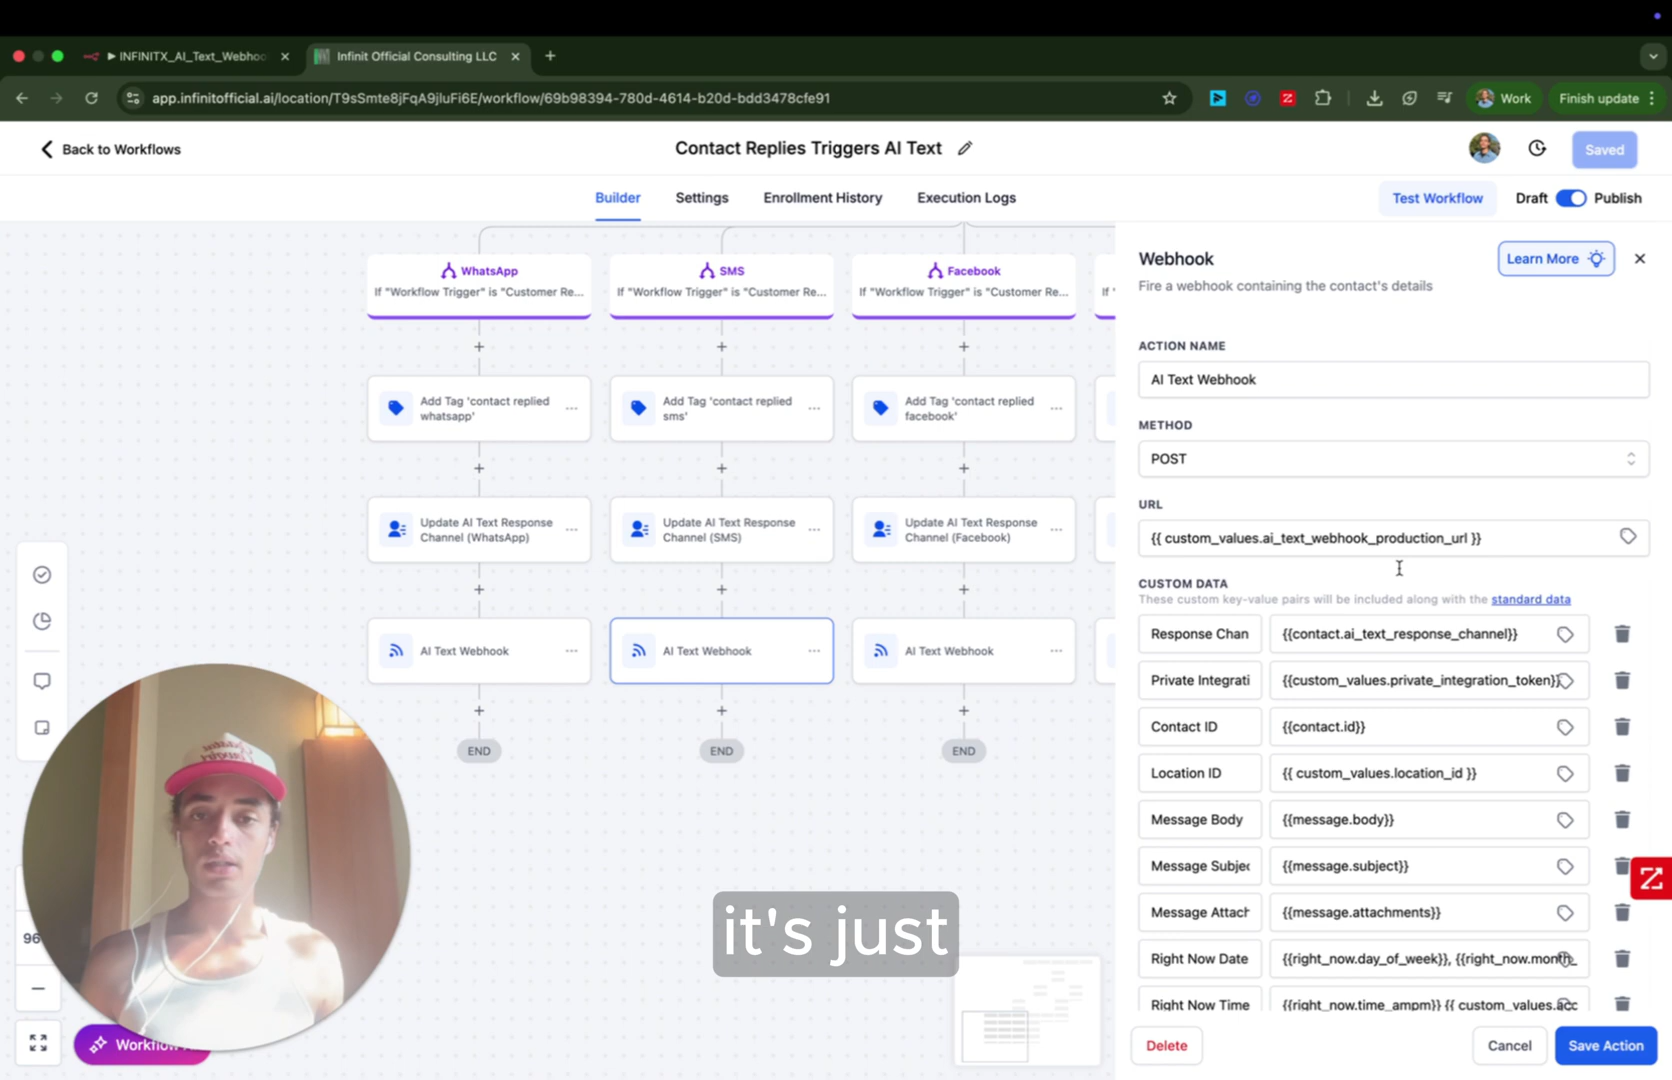 INFINITX_AI_Text_Webhoo
Infinit Official Consulting LLC
app.infinitofficial.ai/location/T9sSmte8jFqA9jluFi6E/workflow/69b98394-780d-4614-b20d-bdd3478cfe91
Work
Finish update
Back to Workflows
Contact Replies Triggers AI Text
Saved
Builder
Settings
Enrollment History
Execution Logs
Test Workflow
Draft
Publish
WhatsApp
If "Workflow Trigger" is "Customer Re...
SMS
If "Workflow Trigger" is "Customer Re...
Facebook
If "Workflow Trigger" is "Customer Re...
If "
Add Tag 'contact replied
whatsapp'
Add Tag 'contact replied
sms'
Add Tag 'contact replied
facebook'
Update AI Text Response
Channel (WhatsApp)
Update AI Text Response
Channel (SMS)
Update AI Text Response
Channel (Facebook)
AI Text Webhook
AI Text Webhook
AI Text Webhook
END
END
END
96
it's just
Webhook
Learn More
Fire a webhook containing the contact's details
ACTION NAME
AI Text Webhook
METHOD
POST
URL
{{ custom_values.ai_text_webhook_production_url }}
CUSTOM DATA
These custom key-value pairs will be included along with the standard data
Response Chan
{{contact.ai_text_response_channel}}
Private Integrati
{{custom_values.private_integration_token}}
Contact ID
{{contact.id}}
Location ID
{{ custom_values.location_id }}
Message Body
{{message.body}}
Message Subjec
{{message.subject}}
Message Attach
{{message.attachments}}
Right Now Date
{{right_now.day_of_week}}, {{right_now.month_
Right Now Time
{{right_now.time_ampm}} {{ custom_values.acc
Delete
Cancel
Save Action